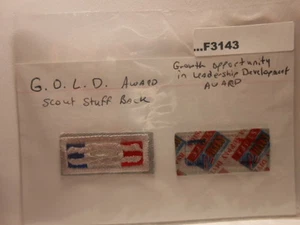 ...F3143
G.O.L.D. AWARD
Scout Stuff Back
Growth opportunity
in Leadership Development
AWARD